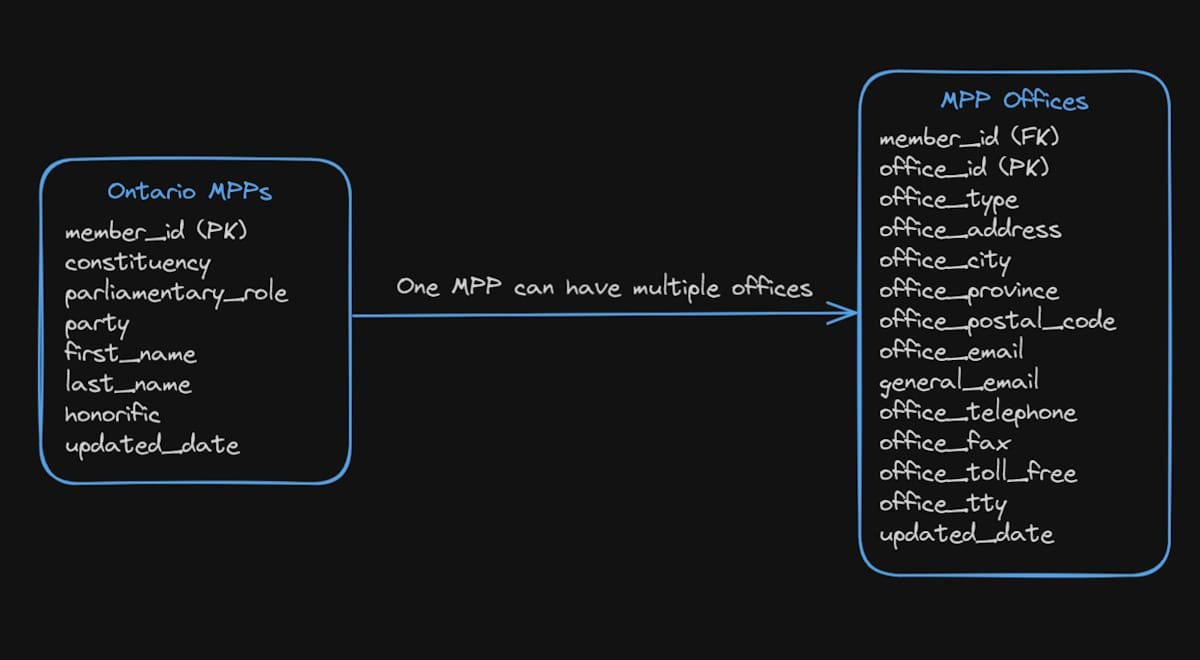 Ontario MPPs
member_id (PK)
constituency
parliamentary_role
party
first_name
last_name
honorific
updated_date
One MPP can have multiple offices
MPP Offices
member_id (FK)
office_id (PK)
office_type
office_address
office_city
office_province
office_postal_code
office_email
general_email
office_telephone
office_fax
office_toll_free
office_tty
updated_date